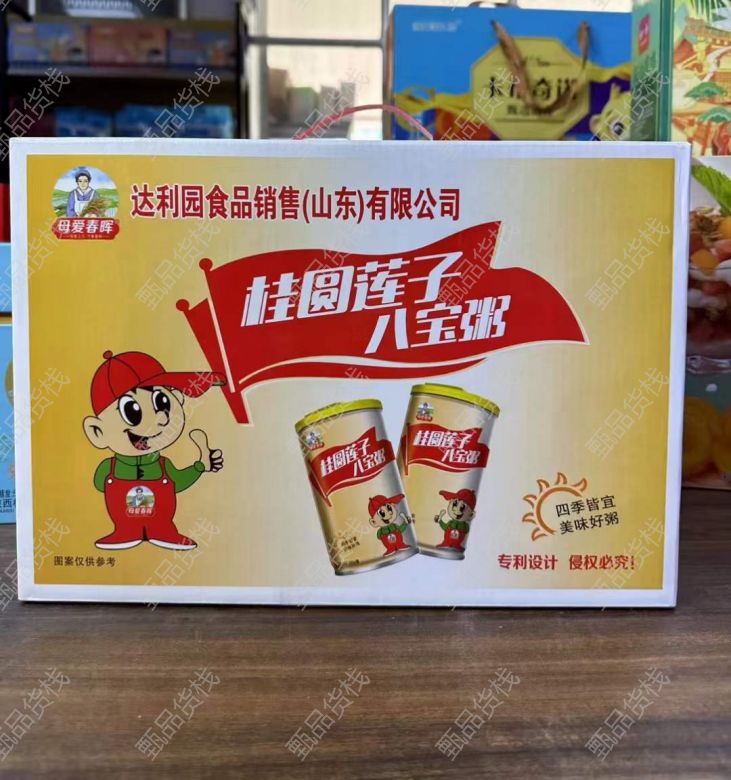 达利园食品销售(山东)有限公司
母爱春晖
桂圆莲子
八宝粥
桂圆莲子
八宝粥
桂圆莲子
八宝粥
母爱春晖
四季皆宜
美味好粥
图案仅供参考
专利设计 侵权必究!
甄品货栈